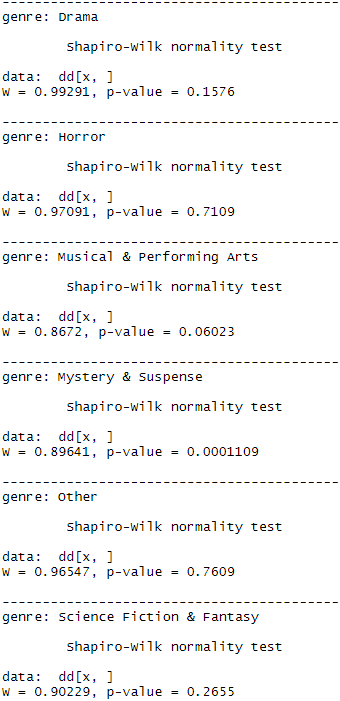 ------------------------------------------
genre: Drama
Shapiro-Wilk normality test
data:  dd[x, ]
W = 0.99291, p-value = 0.1576
------------------------------------------
genre: Horror
Shapiro-Wilk normality test
data:  dd[x, ]
W = 0.97091, p-value = 0.7109
------------------------------------------
genre: Musical & Performing Arts
Shapiro-Wilk normality test
data:  dd[x, ]
W = 0.8672, p-value = 0.06023
------------------------------------------
genre: Mystery & Suspense
Shapiro-Wilk normality test
data:  dd[x, ]
W = 0.89641, p-value = 0.0001109
------------------------------------------
genre: Other
Shapiro-Wilk normality test
data:  dd[x, ]
W = 0.96547, p-value = 0.7609
------------------------------------------
genre: Science Fiction & Fantasy
Shapiro-Wilk normality test
data:  dd[x, ]
W = 0.90229, p-value = 0.2655